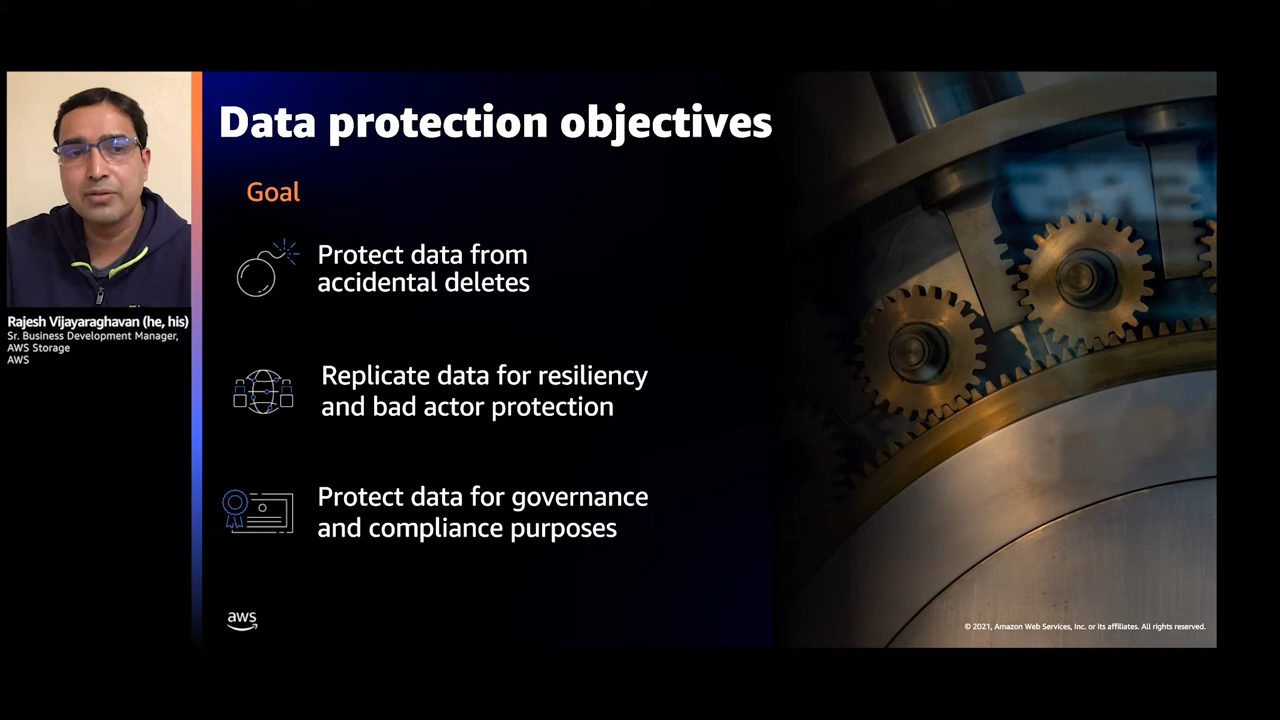 Data protection objectives
Goal
Protect data from
accidental deletes
Replicate data for resiliency
and bad actor protection
Protect data for governance
and compliance purposes
Rajesh Vijayaraghavan (he, his)
Sr. Business Development Manager,
AWS Storage
AWS
aws
© 2021, Amazon Web Services, Inc. or its affiliates. All rights reserved.